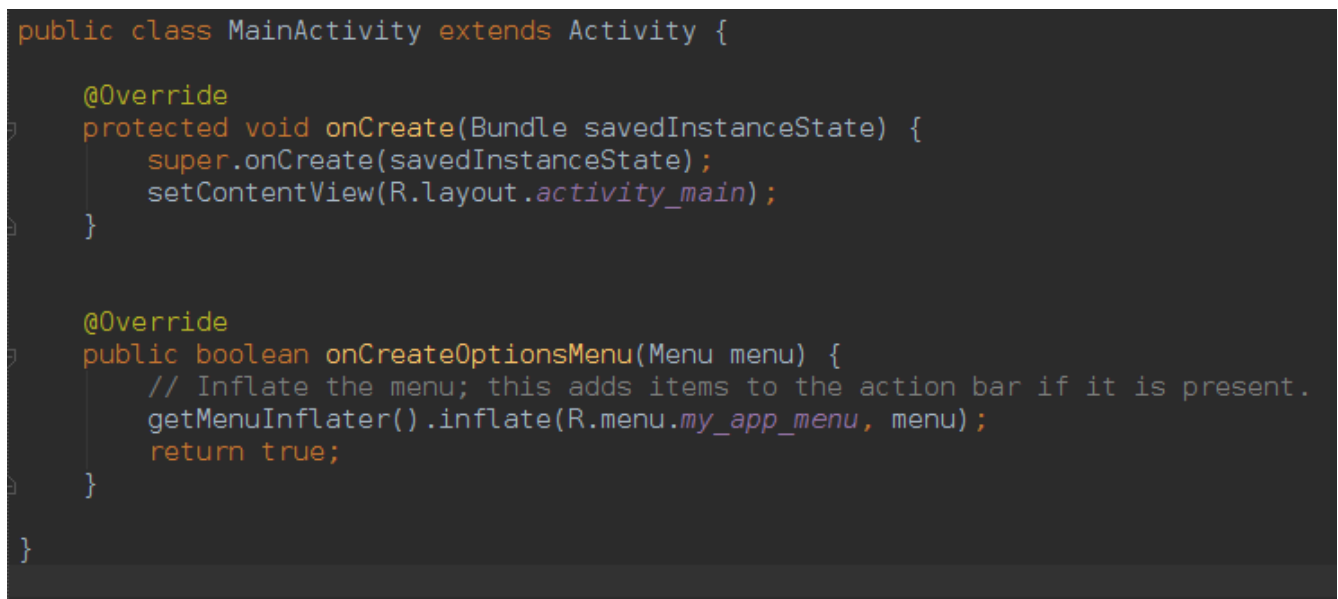 public class MainActivity extends Activity {
@Override
protected void onCreate(Bundle savedInstanceState) {
super.onCreate(savedInstanceState);
setContentView(R.layout.activity_main);
}
@Override
public boolean onCreateOptionsMenu(Menu menu) {
// Inflate the menu; this adds items to the action bar if it is present.
getMenuInflater().inflate(R.menu.my_app_menu, menu);
return true;
}
}